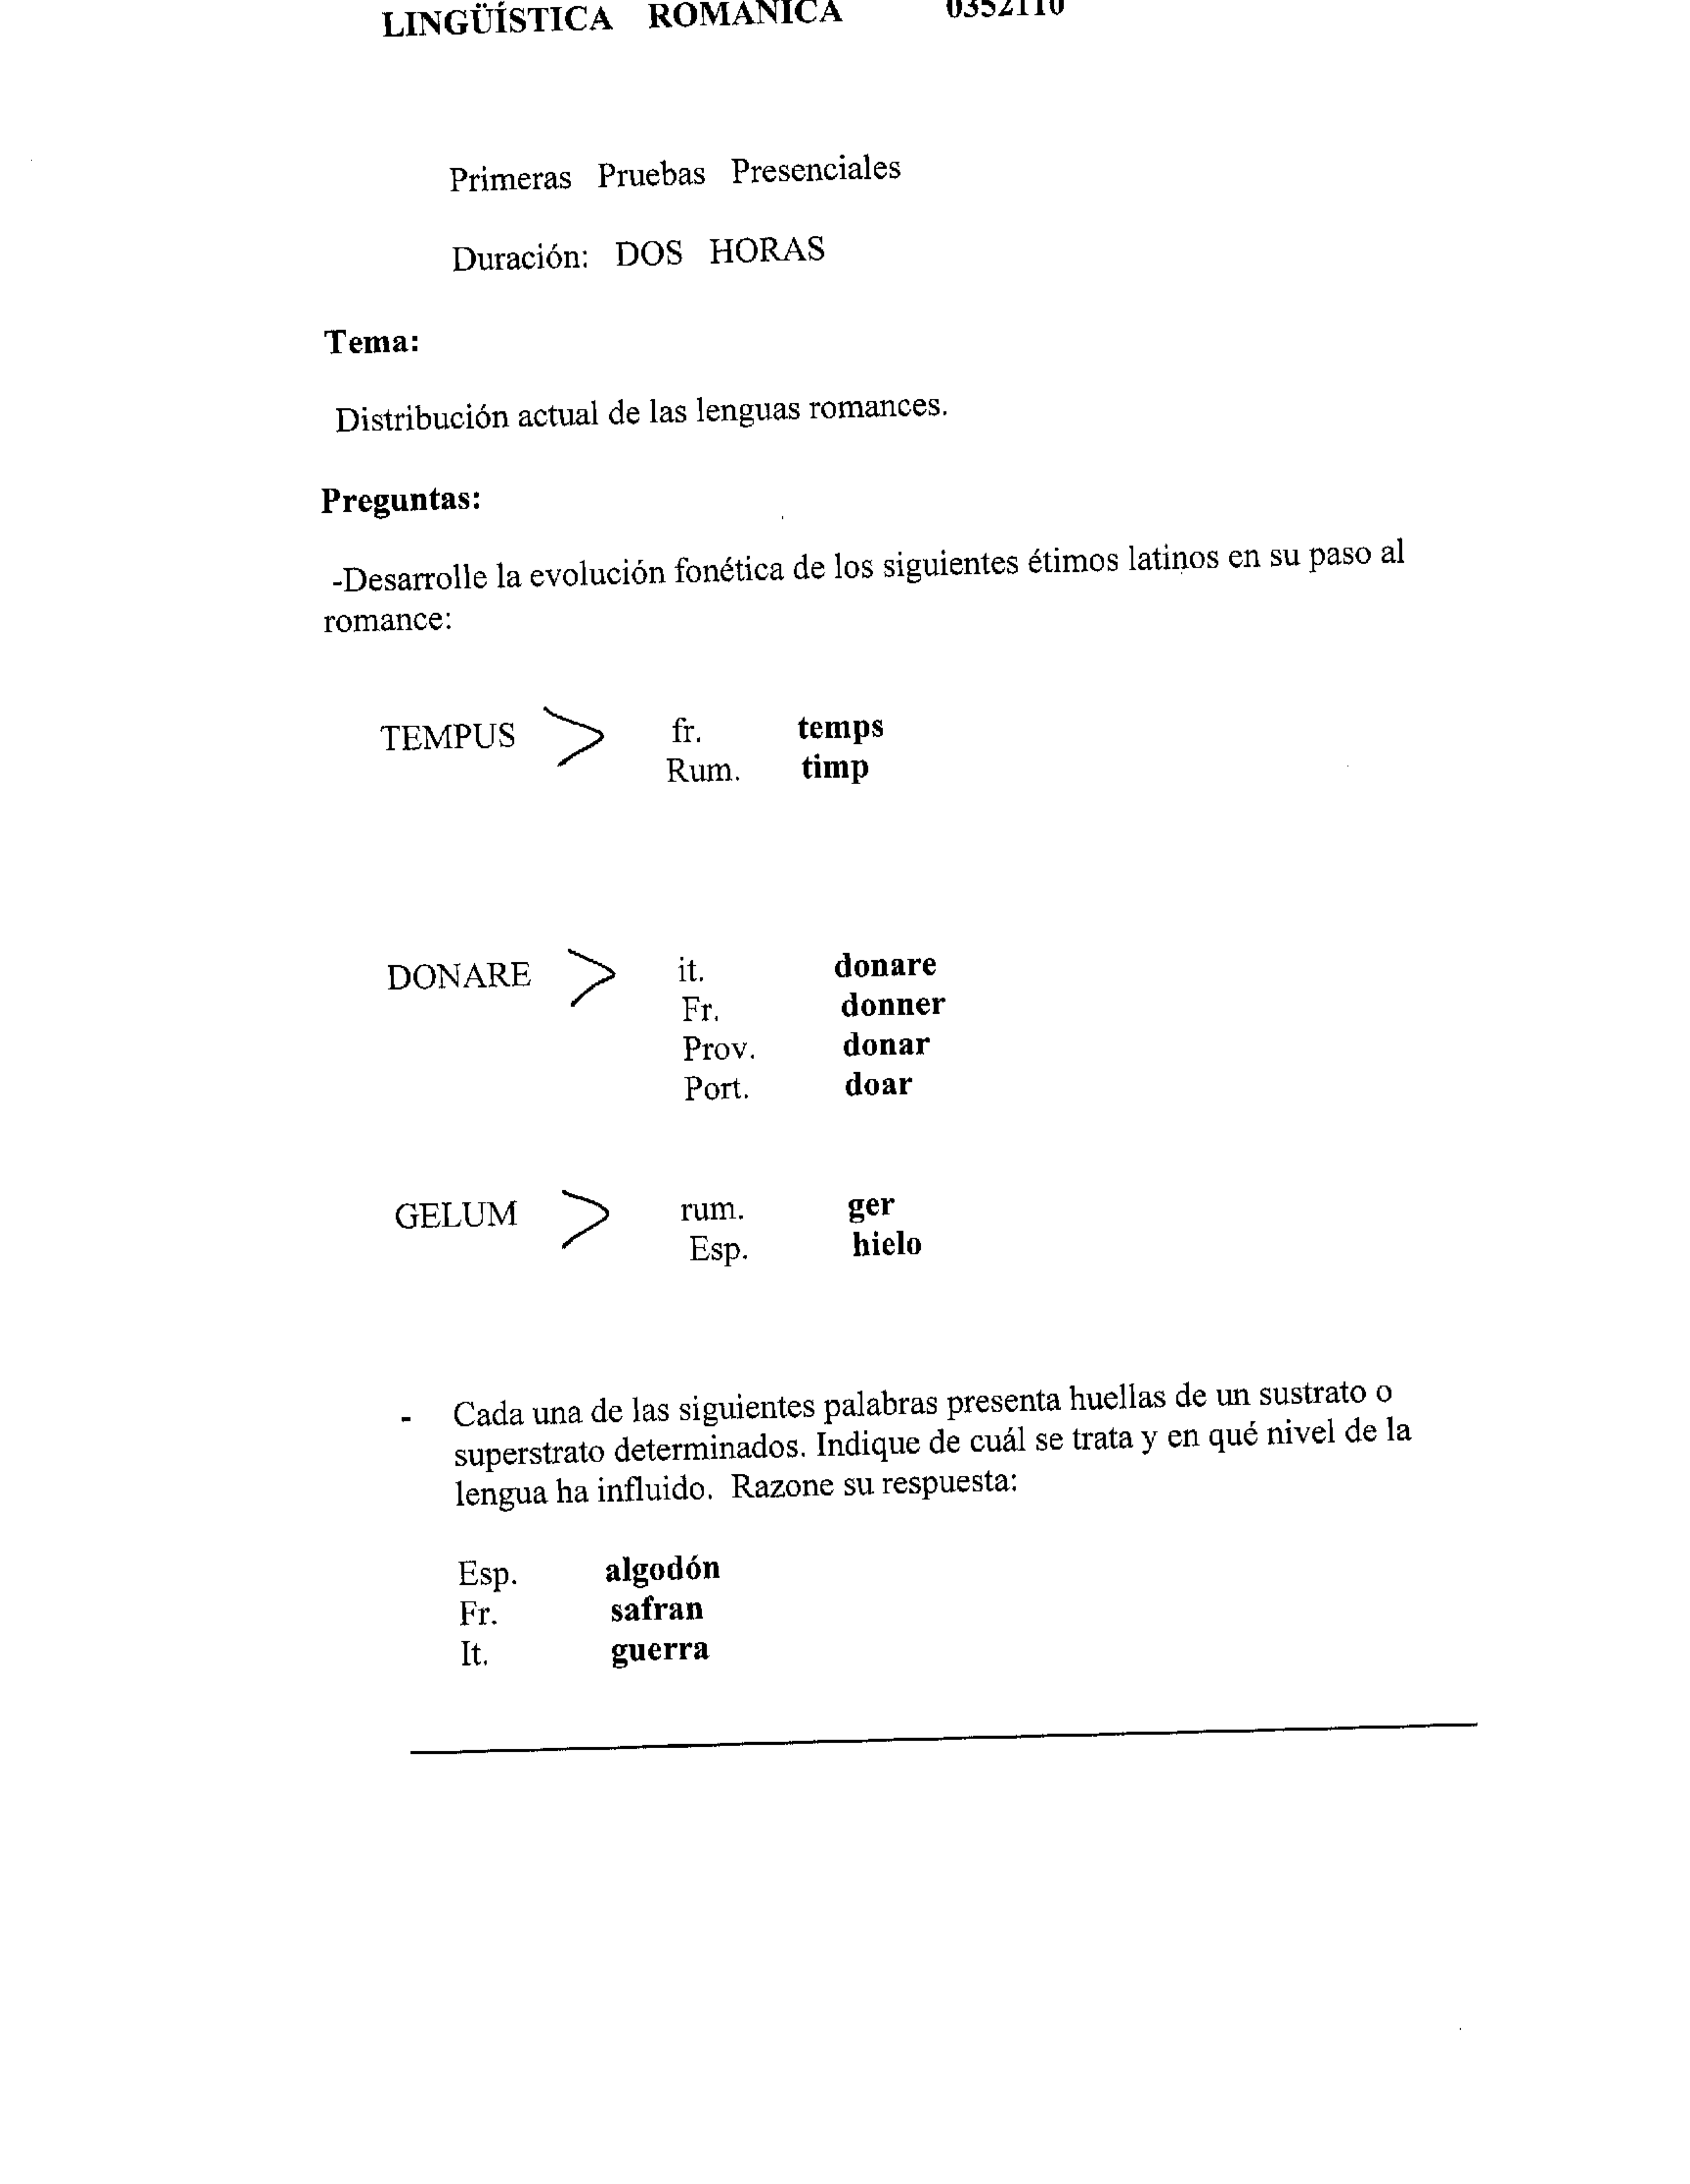 LINGÜÍSTICA ROMANICA 0352110
Primeras Pruebas Presenciales
Duración: DOS HORAS
Tema:
Distribución actual de las lenguas romances.
Preguntas:
-Desarrolle la evolución fonética de los siguientes étimos latinos en su paso al
romance:
TEMPUS > fr. temps
Rum. timp
DONARE > it. donare
Fr. donner
Prov. donar
Port. doar
GELUM > rum. ger
Esp. hielo
- Cada una de las siguientes palabras presenta huellas de un sustrato o
superstrato determinados. Indique de cuál se trata y en qué nivel de la
lengua ha influido. Razone su respuesta:
Esp. algodón
Fr. safran
It. guerra